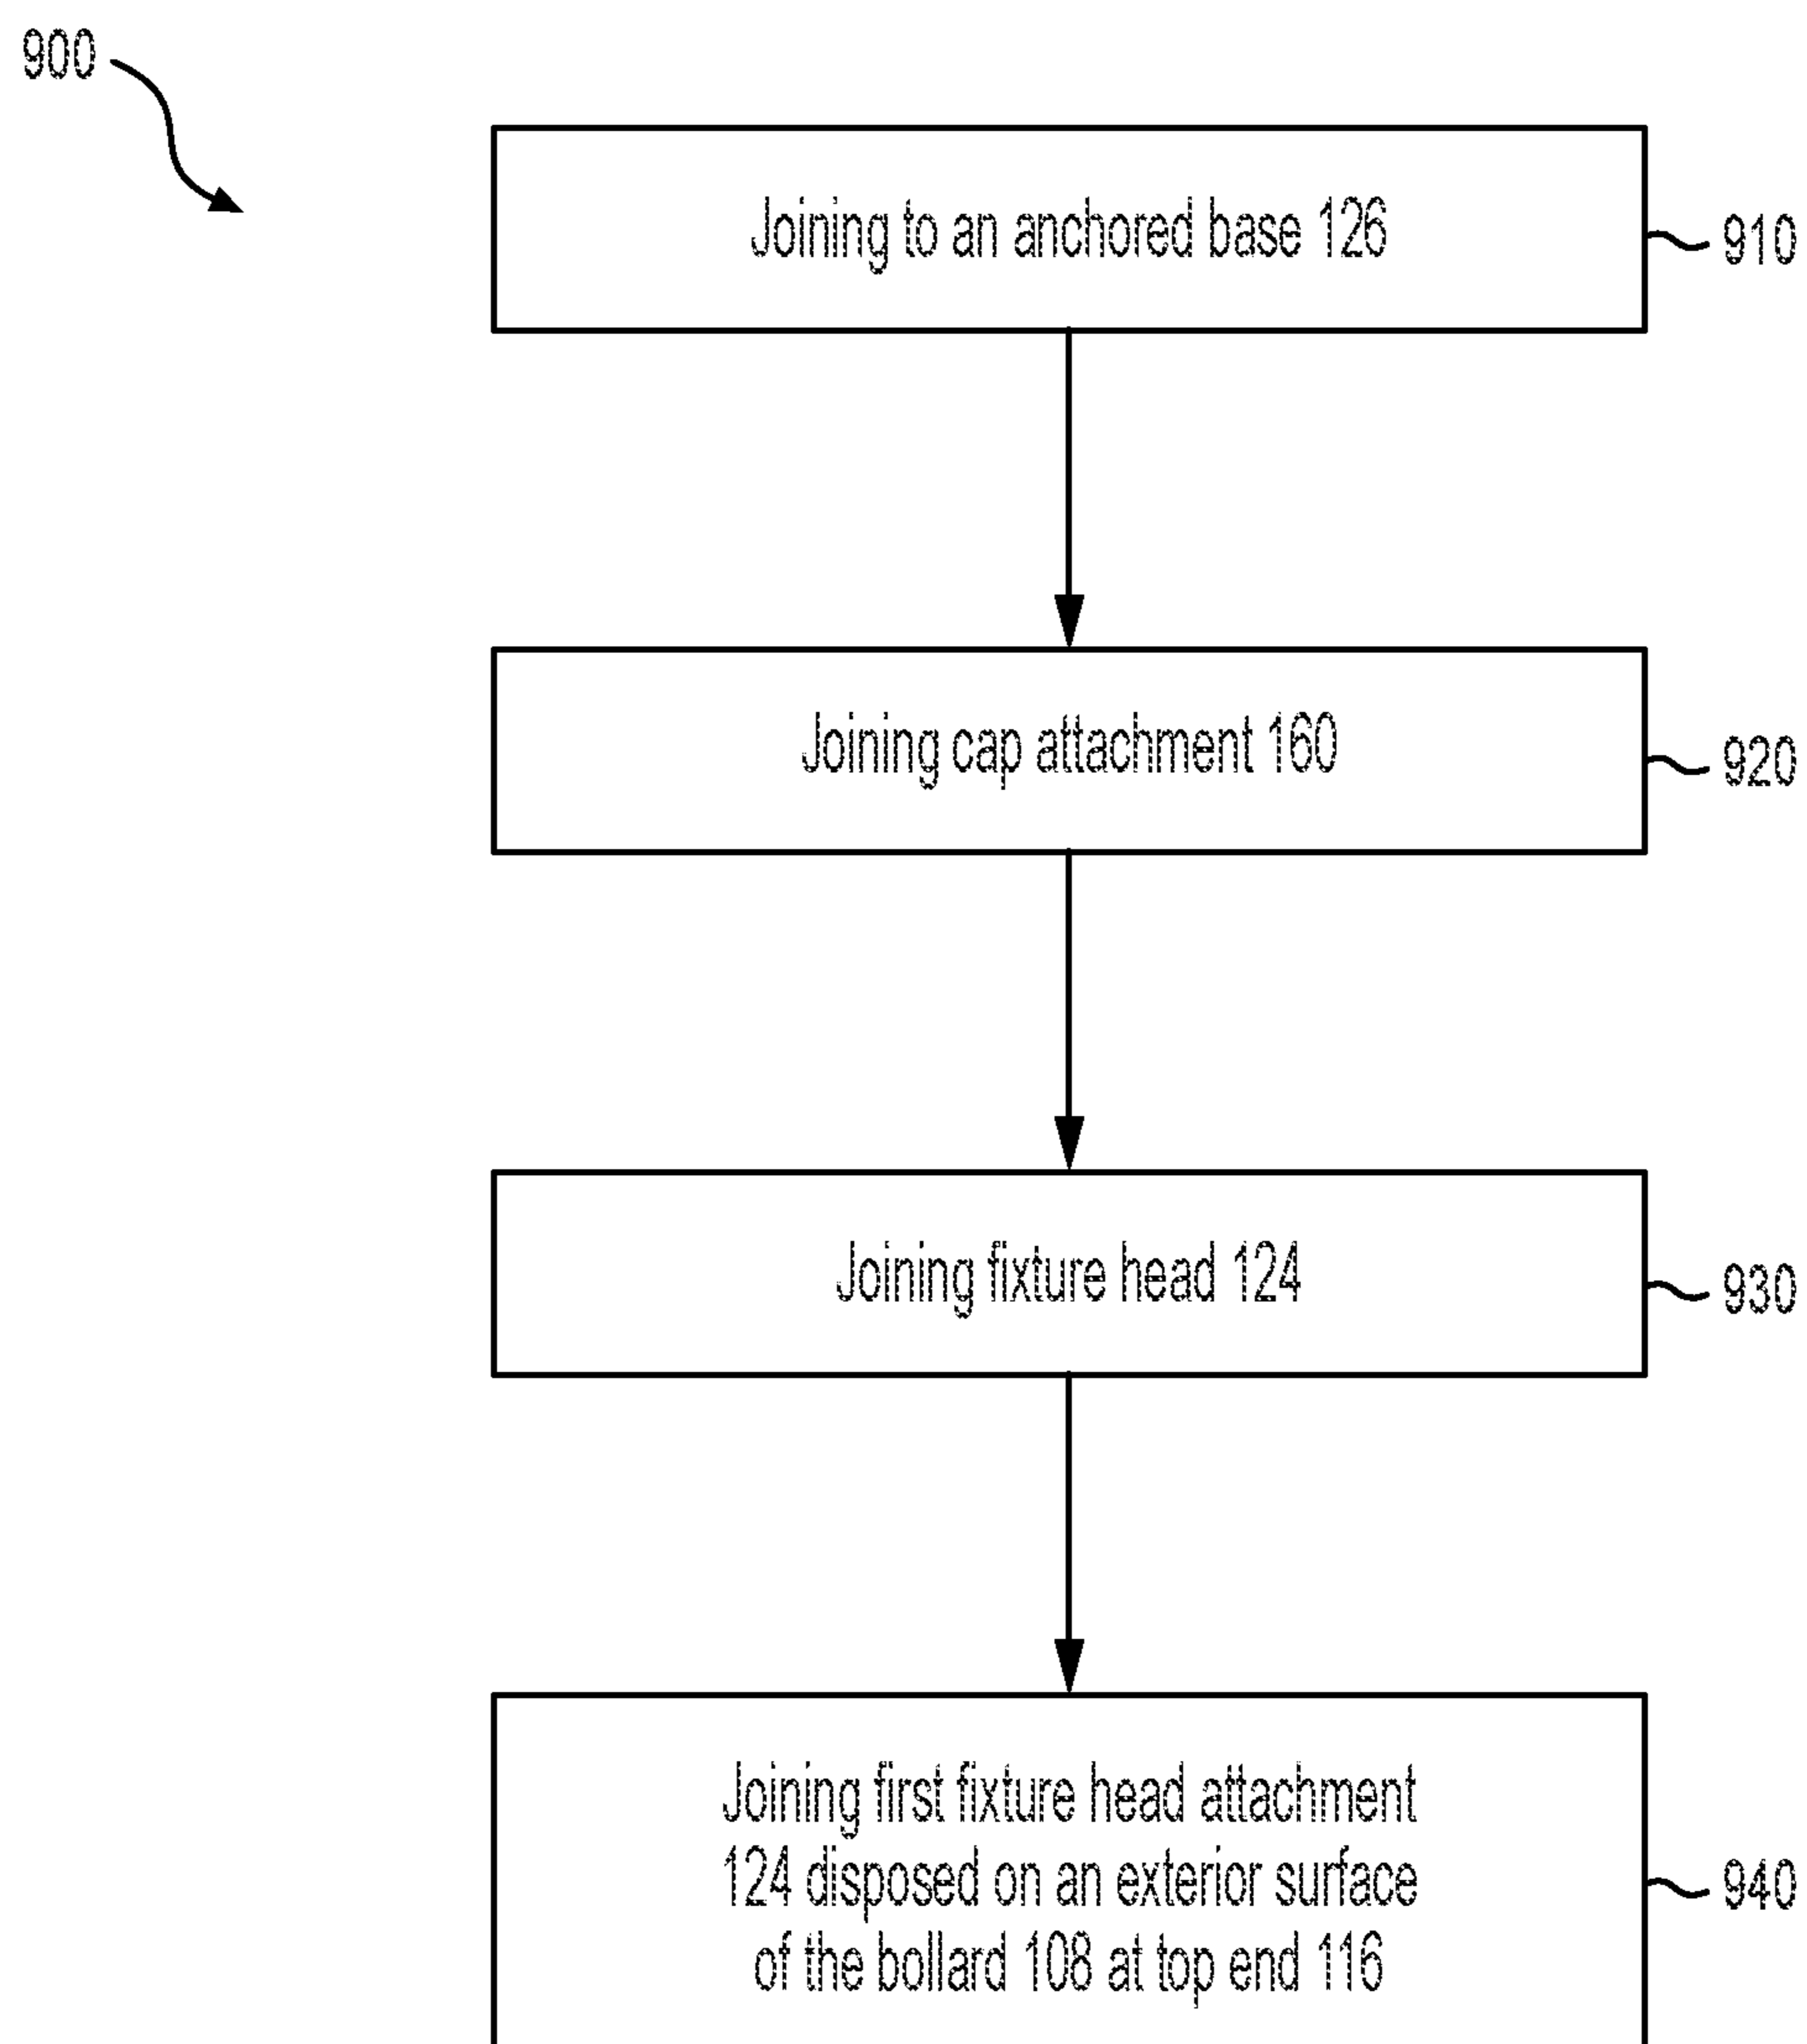 900
Joining to an anchored base 126
910
Joining cap attachment 160
920
Joining fixture head 124
930
Joining first fixture head attachment
124 disposed on an exterior surface
of the bollard 108 at top end 116
940